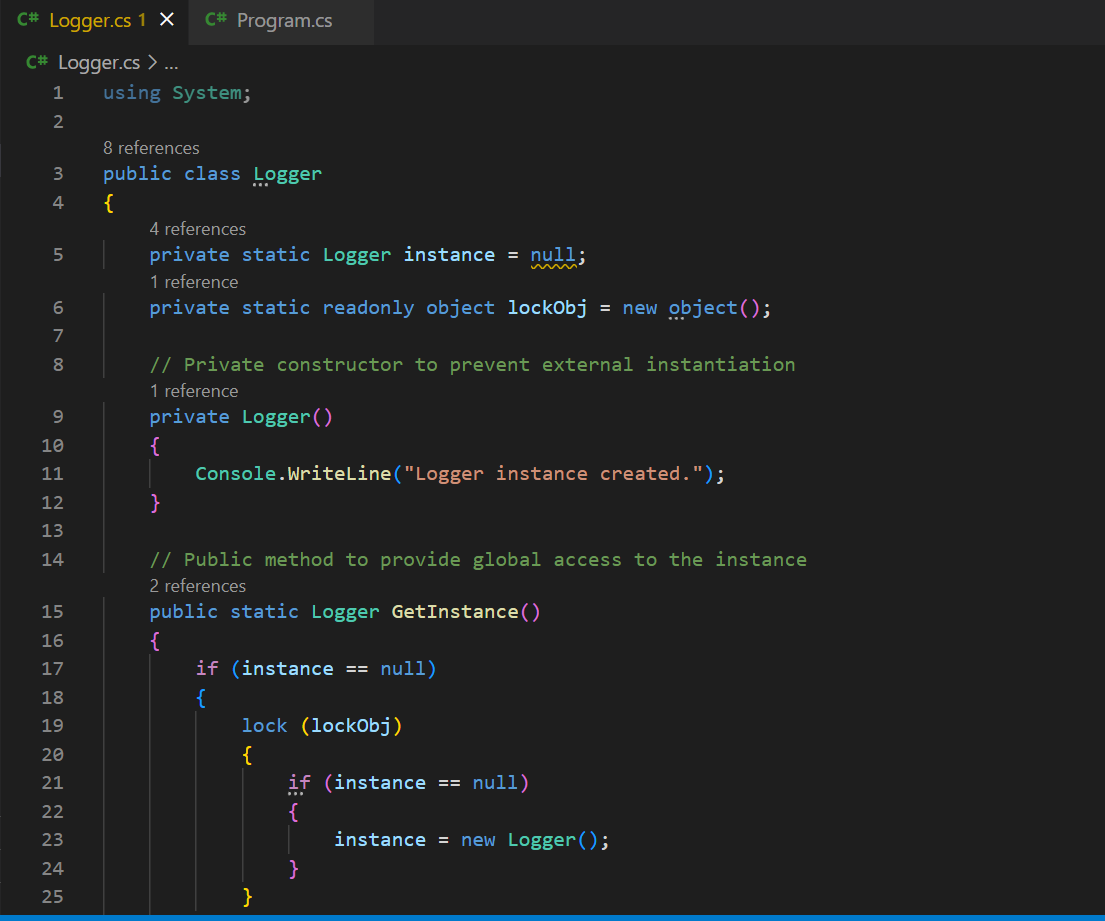 C# Logger.cs 1 × C# Program.cs
C# Logger.cs > ...
1 using System;
2
8 references
3 public class Logger
4 {
4 references
5 private static Logger instance = null;
1 reference
6 private static readonly object lockObj = new object();
7
8 // Private constructor to prevent external instantiation
1 reference
9 private Logger()
10 {
11 Console.WriteLine("Logger instance created.");
12 }
13
14 // Public method to provide global access to the instance
2 references
15 public static Logger GetInstance()
16 {
17 if (instance == null)
18 {
19 lock (lockObj)
20 {
21 if (instance == null)
22 {
23 instance = new Logger();
24 }
25 }